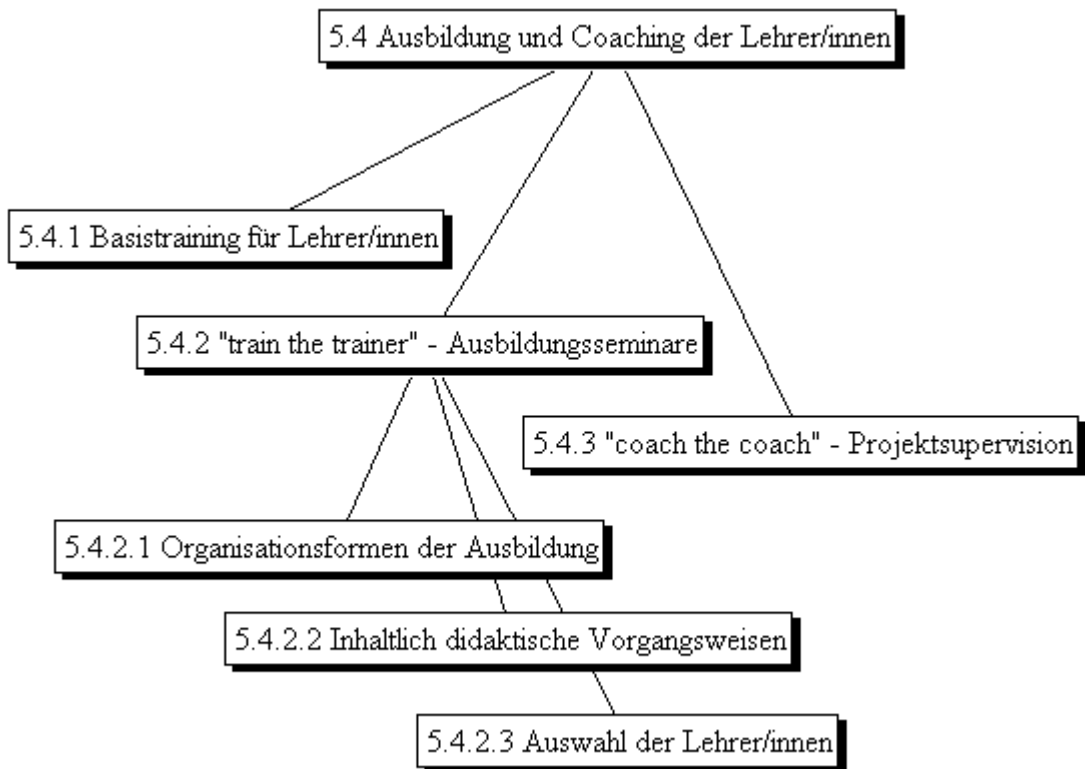 5.4 Ausbildung und Coaching der Lehrer/innen
5.4.1 Basistraining für Lehrer/innen
5.4.2 "train the trainer" - Ausbildungsseminare
5.4.3 "coach the coach" - Projektsupervision
5.4.2.1 Organisationsformen der Ausbildung
5.4.2.2 Inhaltlich didaktische Vorgangsweisen
5.4.2.3 Auswahl der Lehrer/innen